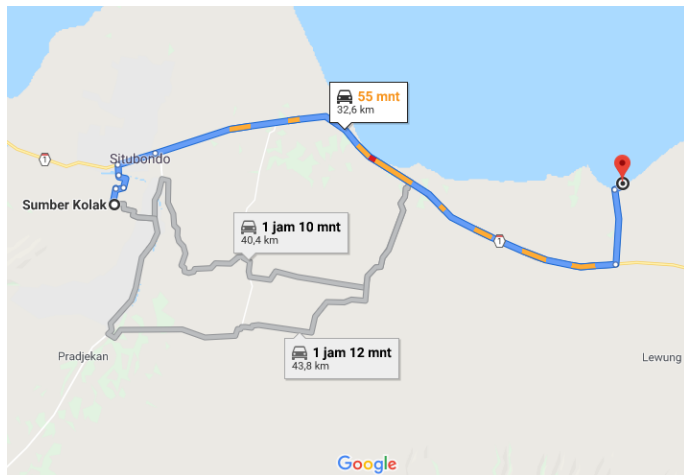 55 mnt
32,6 km
1
Situbondo
Sumber Kolak
1 jam 10 mnt
40,4 km
1
1 jam 12 mnt
43,8 km
Pradjekan
Lewung
Google